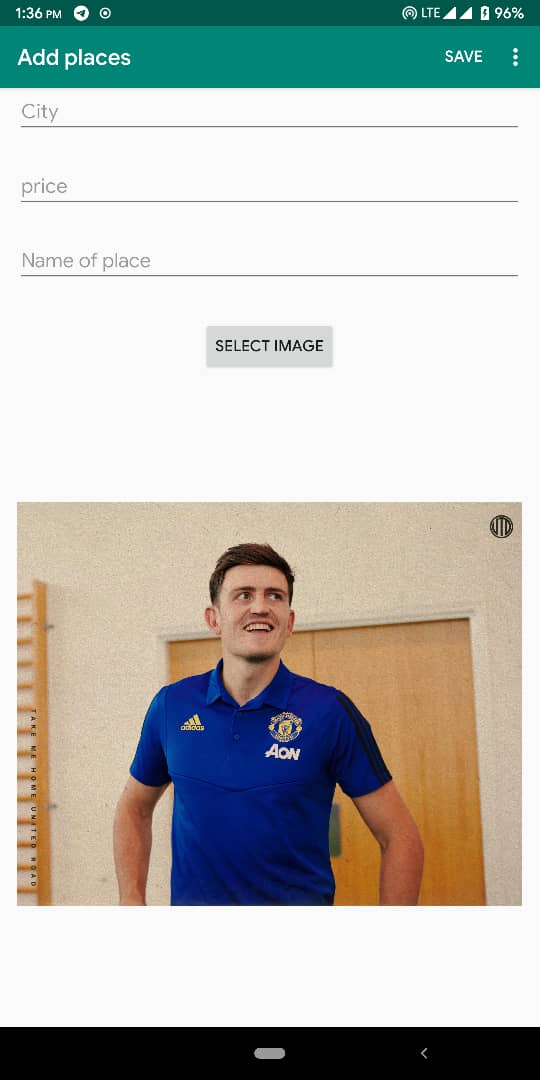 1:36 PM LTE 96%
Add places SAVE
City
price
Name of place
SELECT IMAGE
UTD
adidas
AON
TAKE ME HOME UNITED ROAD